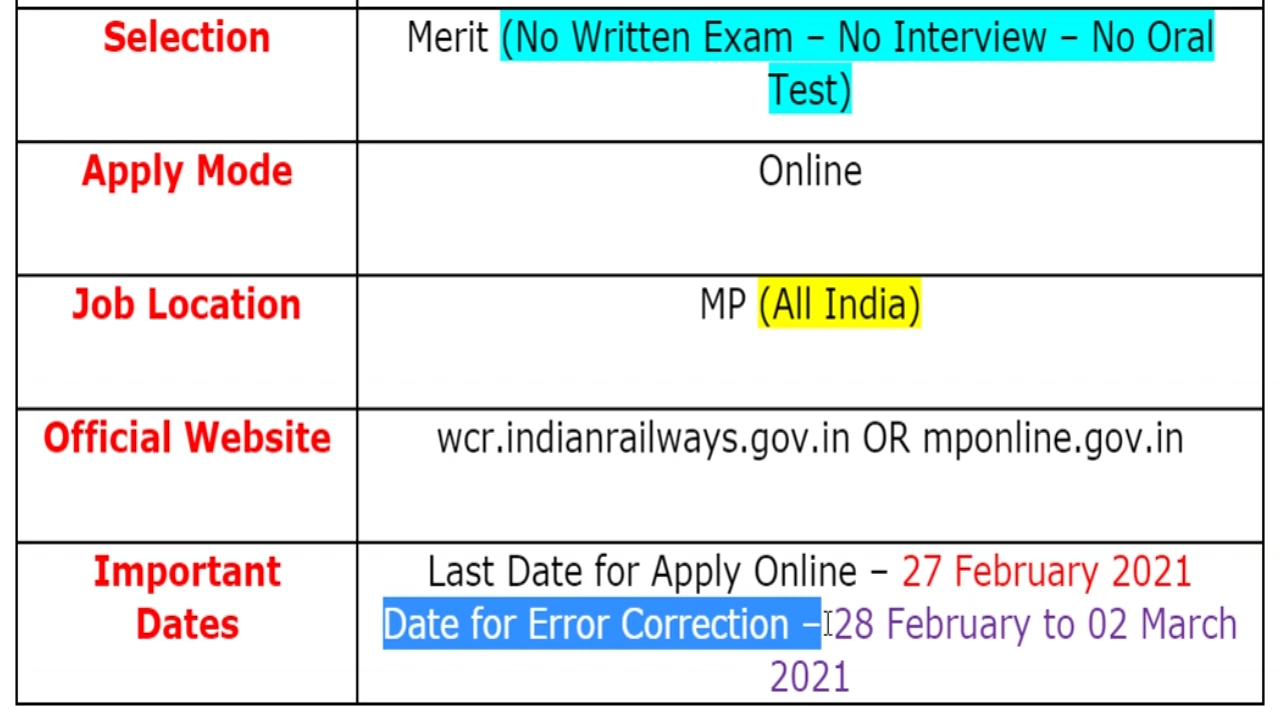 Selection
Merit (No Written Exam – No Interview – No Oral
Test)
Apply Mode
Online
Job Location
MP (All India)
Official Website
wcr.indianrailways.gov.in OR mponline.gov.in
Important
Dates
Last Date for Apply Online – 27 February 2021
Date for Error Correction – 28 February to 02 March
2021